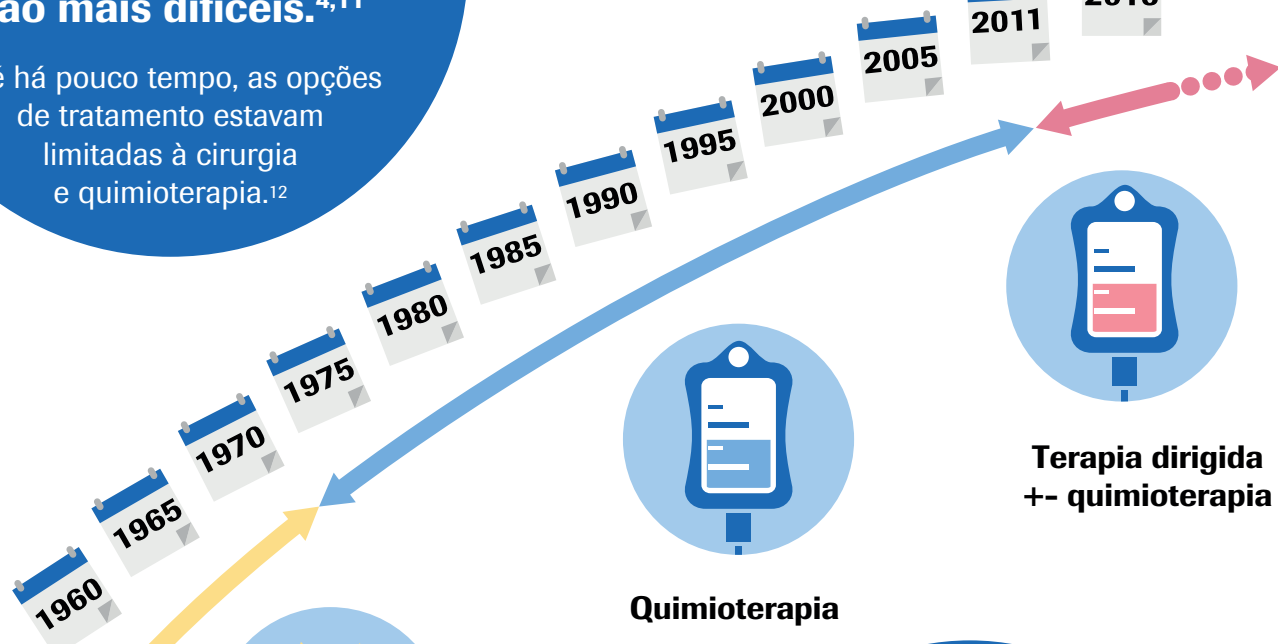 ão mais difíceis.4,11
é há pouco tempo, as opções
de tratamento estavam
limitadas à cirurgia
e quimioterapia.12
1960
1965
1970
1975
1980
1985
1990
1995
2000
2005
2011
Quimioterapia
Terapia dirigida
+- quimioterapia